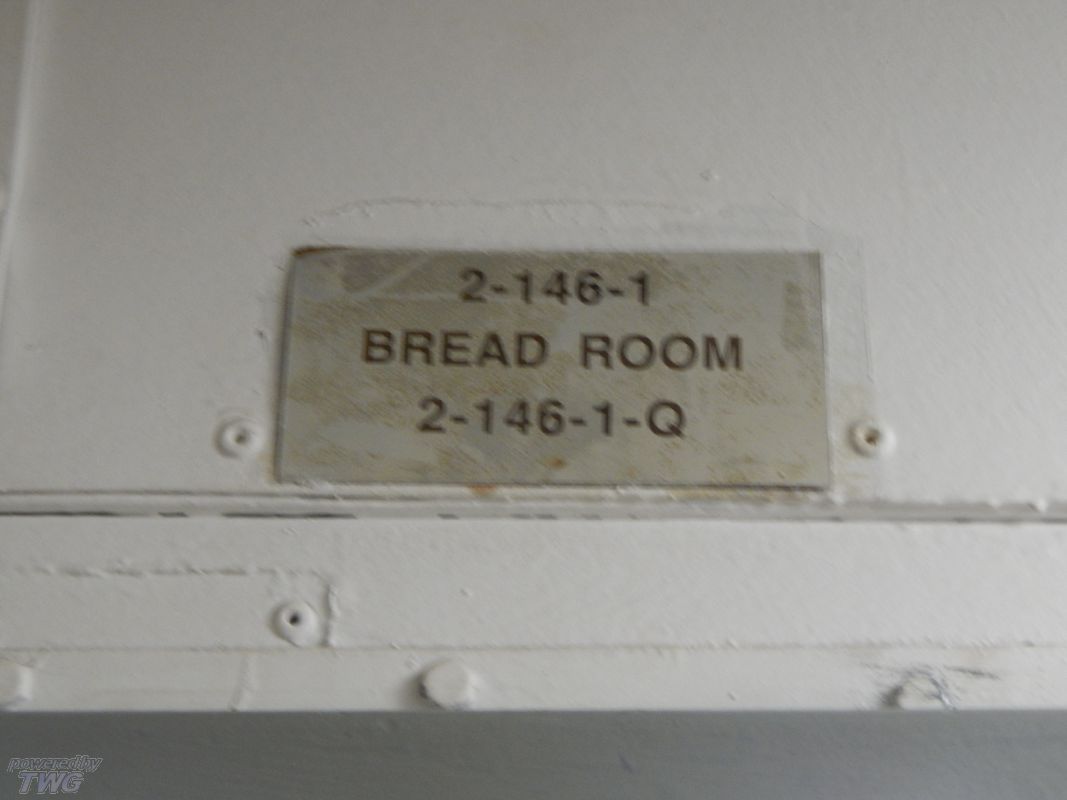 2-146-1
BREAD ROOM
2-146-1-Q
powered by
TWG